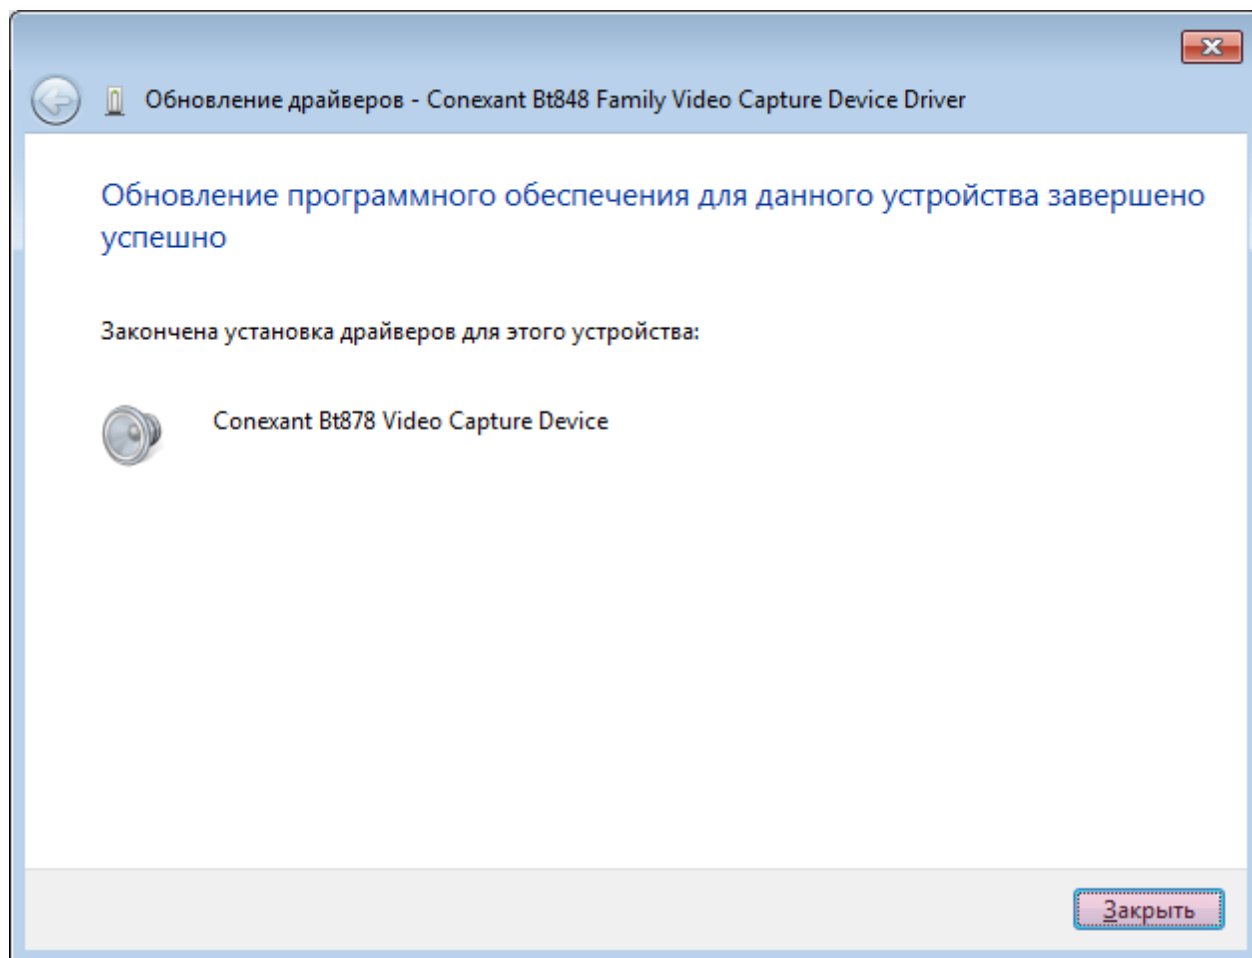 Обновление драйверов - Conexant Bt848 Family Video Capture Device Driver
Обновление программного обеспечения для данного устройства завершено
успешно
Закончена установка драйверов для этого устройства:
Conexant Bt878 Video Capture Device
Закрыть